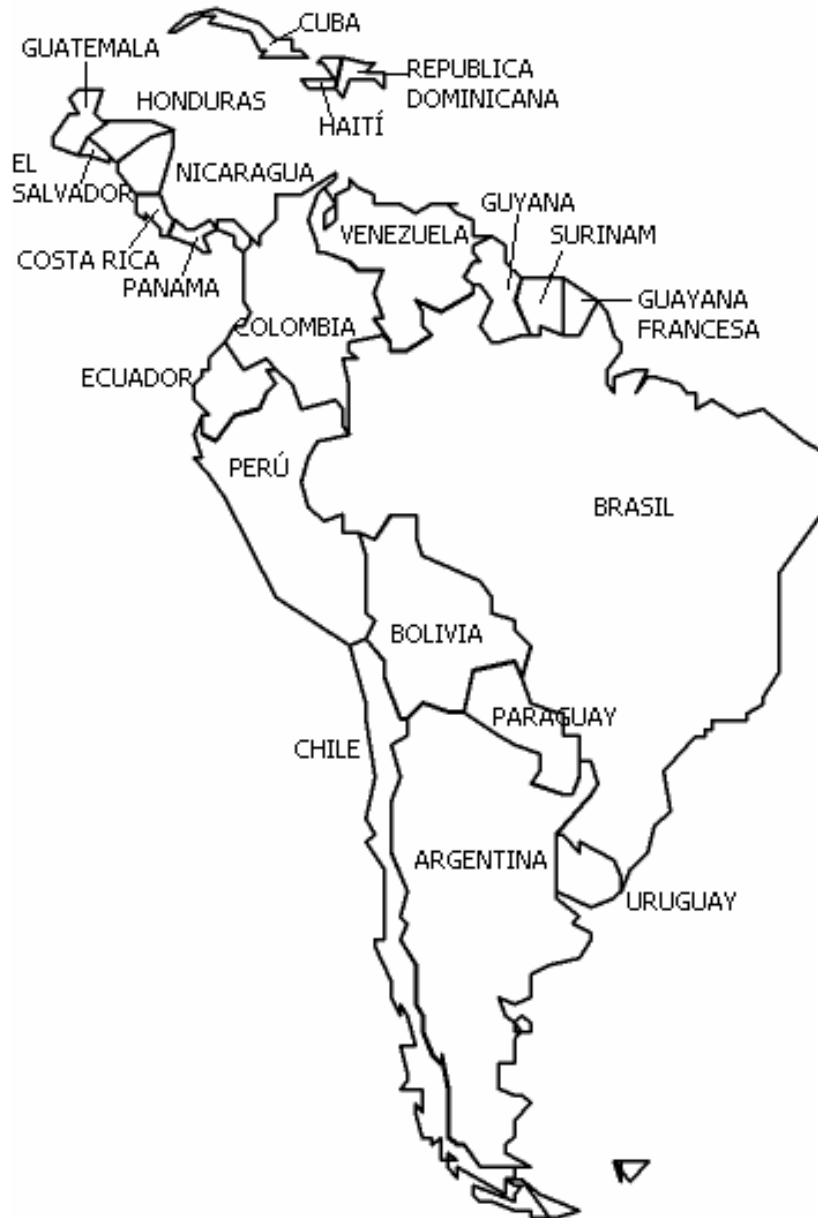 CUBA
GUATEMALA
REPUBLICA
DOMINICANA
HONDURAS
HAITÍ
EL
SALVADOR
NICARAGUA
GUYANA
VENEZUELA
SURINAM
COSTA RICA
PANAMA
GUAYANA
FRANCESA
COLOMBIA
ECUADOR
PERÚ
BRASIL
BOLIVIA
PARAGUAY
CHILE
ARGENTINA
URUGUAY